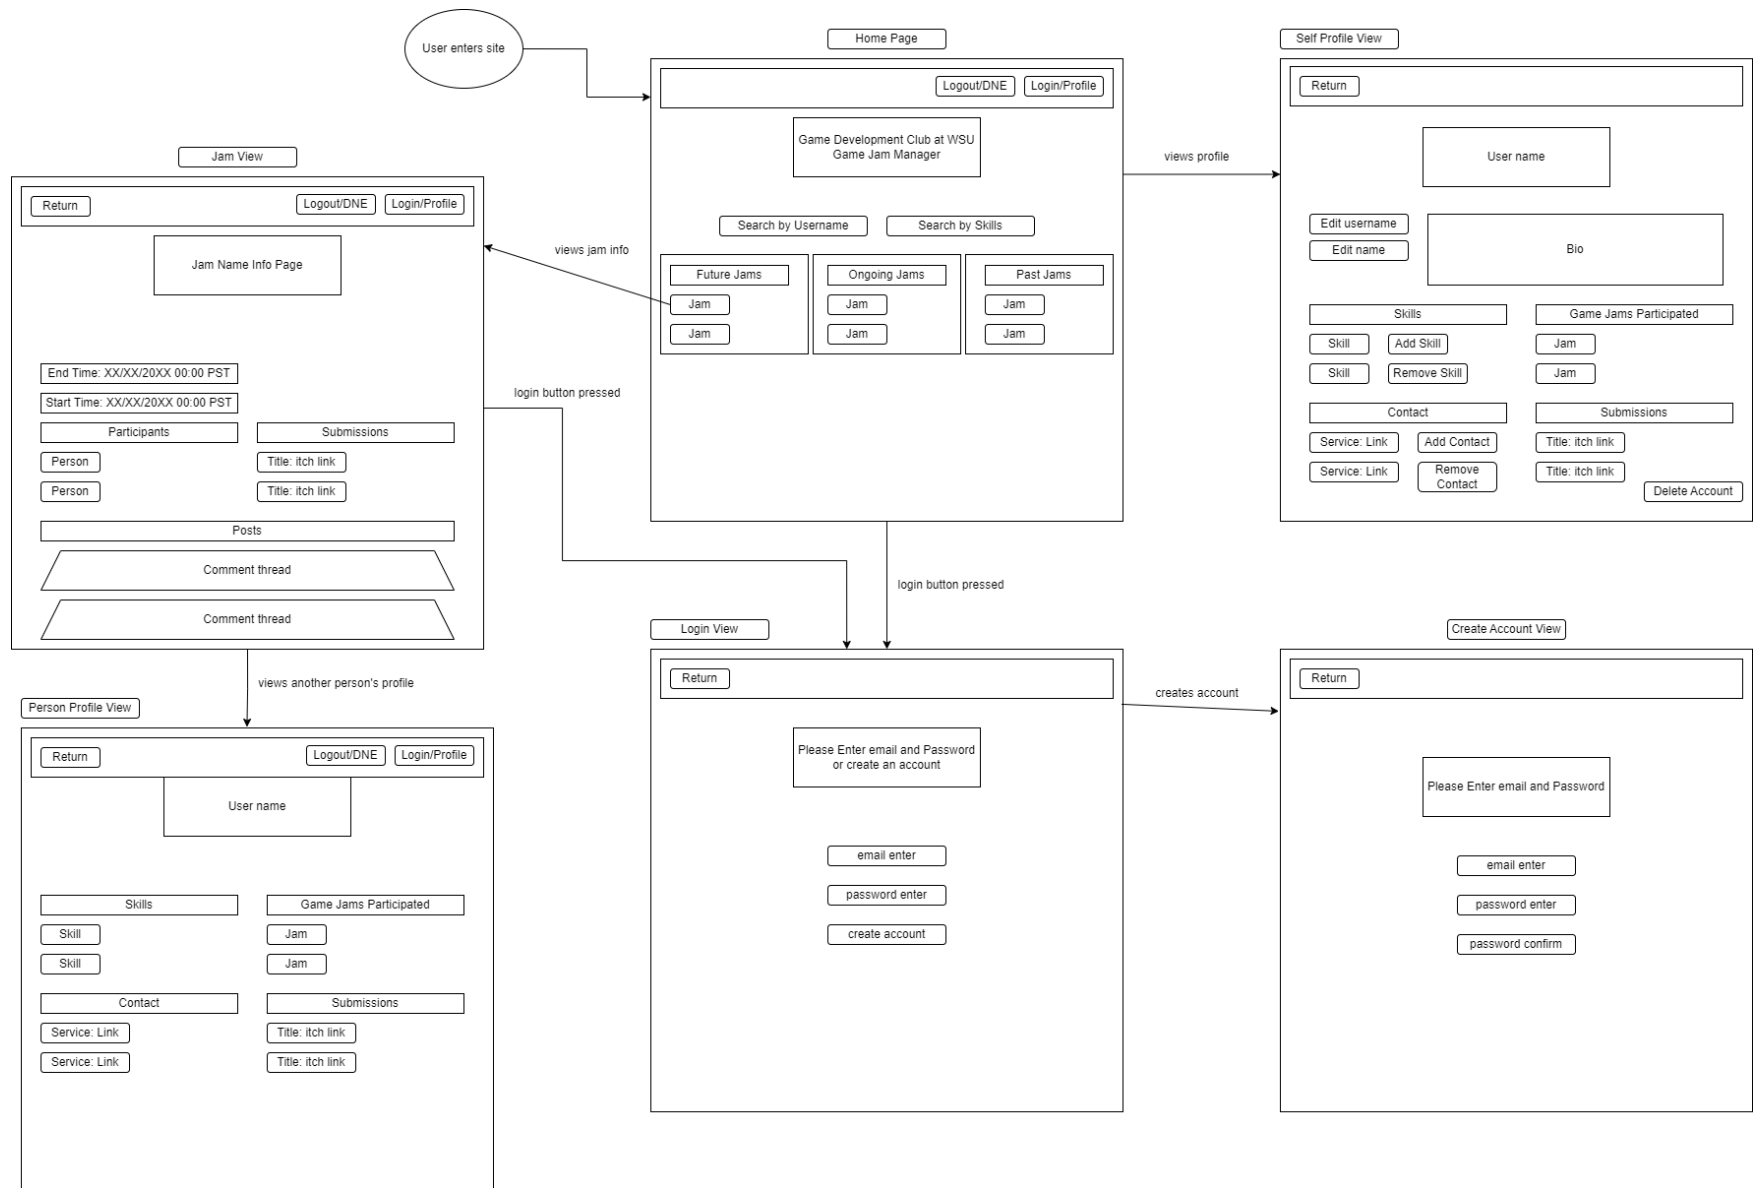 User enters site
Home Page
Logout/DNE
Login/Profile
Game Development Club at WSU
Game Jam Manager
Search by Username
Search by Skills
Future Jams
Ongoing Jams
Past Jams
Jam
Jam
Jam
Jam
Jam
Jam
views profile
Self Profile View
Return
User name
Edit username
Edit name
Bio
Skills
Game Jams Participated
Skill
Add Skill
Jam
Skill
Remove Skill
Jam
Contact
Submissions
Service: Link
Add Contact
Title: itch link
Service: Link
Remove
Contact
Title: itch link
Delete Account
views jam info
Jam View
Return
Logout/DNE
Login/Profile
Jam Name Info Page
End Time: XX/XX/20XX 00:00 PST
Start Time: XX/XX/20XX 00:00 PST
Participants
Submissions
Person
Title: itch link
Person
Title: itch link
Posts
Comment thread
Comment thread
login button pressed
login button pressed
views another person's profile
Person Profile View
Return
Logout/DNE
Login/Profile
User name
Skills
Game Jams Participated
Skill
Jam
Skill
Jam
Contact
Submissions
Service: Link
Title: itch link
Service: Link
Title: itch link
Login View
Return
Please Enter email and Password
or create an account
email enter
password enter
create account
creates account
Create Account View
Return
Please Enter email and Password
email enter
password enter
password confirm